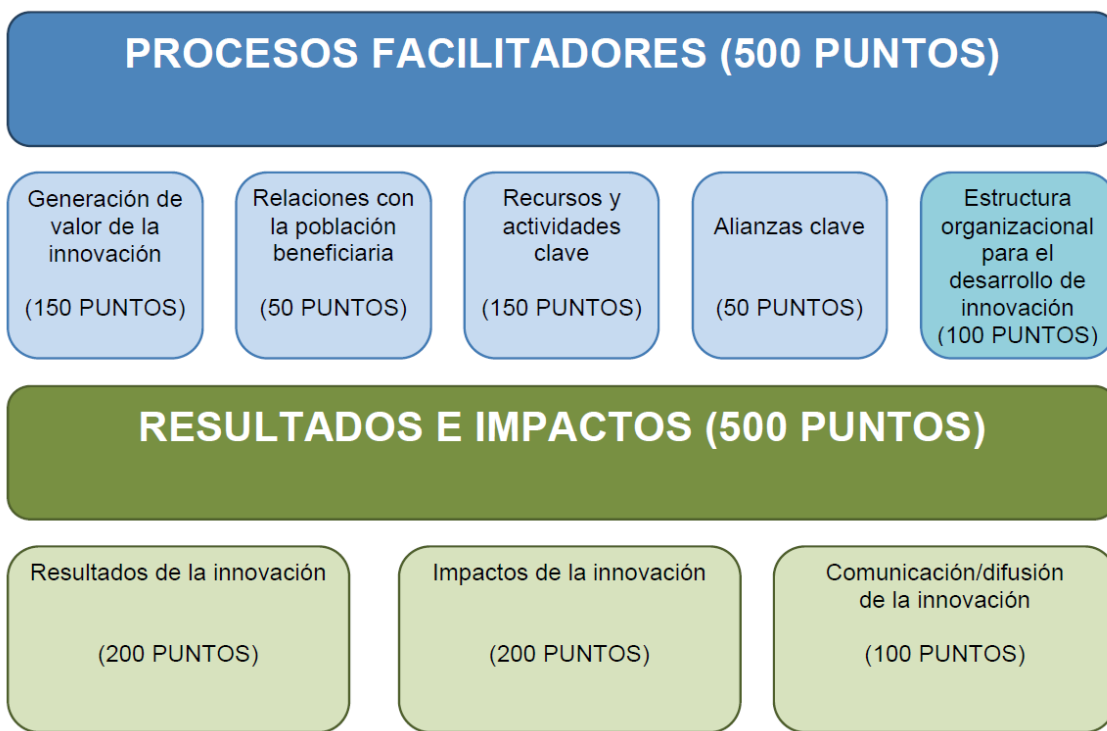 PROCESOS FACILITADORES (500 PUNTOS)
Generación de
valor de la
innovación
(150 PUNTOS)
Relaciones con
la población
beneficiaria
(50 PUNTOS)
Recursos y
actividades
clave
(150 PUNTOS)
Alianzas clave
(50 PUNTOS)
Estructura
organizacional
para el
desarrollo de
innovación
(100 PUNTOS)
RESULTADOS E IMPACTOS (500 PUNTOS)
Resultados de la innovación
(200 PUNTOS)
Impactos de la innovación
(200 PUNTOS)
Comunicación/difusión
de la innovación
(100 PUNTOS)